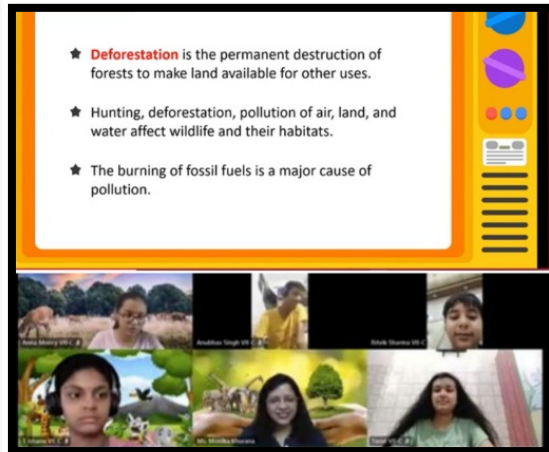 ★ Deforestation is the permanent destruction of
forests to make land available for other uses.
★ Hunting, deforestation, pollution of air, land, and
water affect wildlife and their habitats.
★ The burning of fossil fuels is a major cause of
pollution.
Anubhav Singh VII C
Ritvik Sharma VII C
Ms. Monika Khurana
VII C